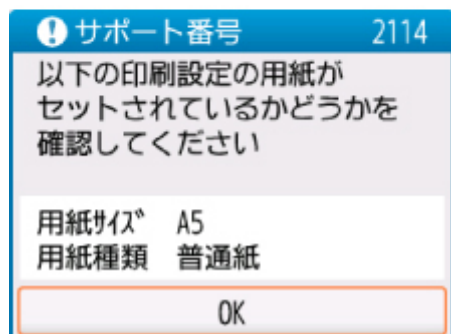 サポート番号 2114
以下の印刷設定の用紙が
セットされているかどうかを
確認してください
用紙ｻｲｽﾞ A5
用紙種類 普通紙
OK